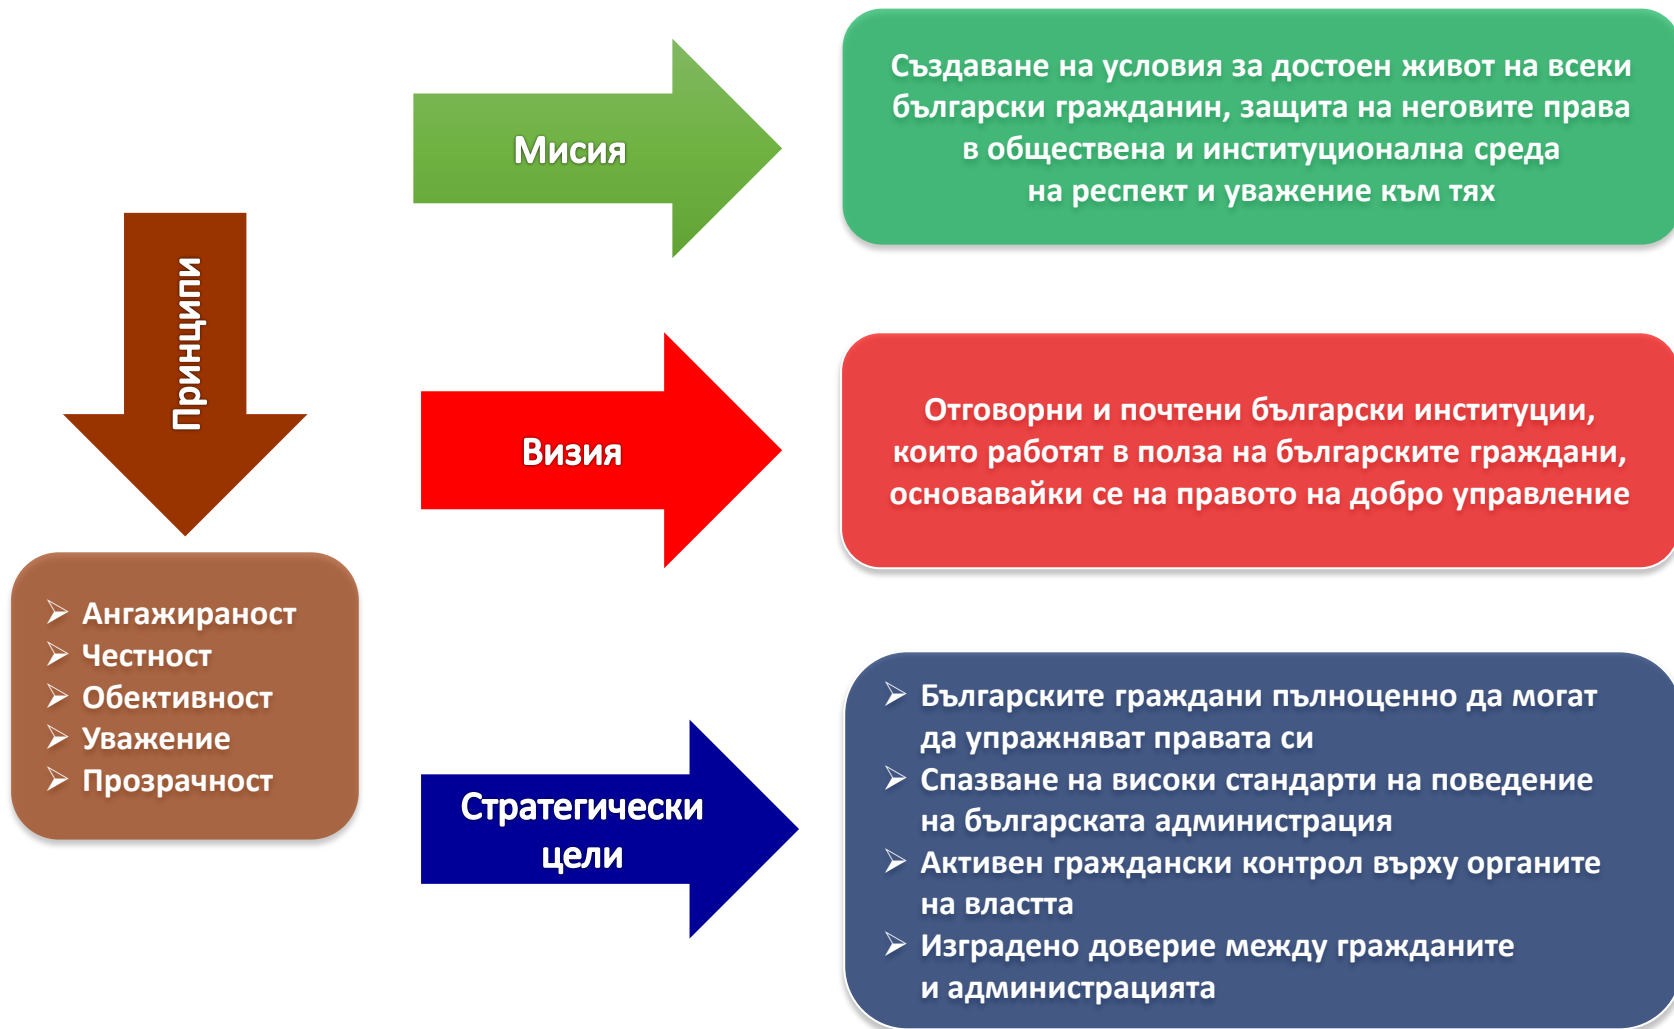 Принципи
➢ Ангажираност
➢ Честност
➢ Обективност
➢ Уважение
➢ Прозрачност
Мисия
Създаване на условия за достоен живот на всеки
български гражданин, защита на неговите права
в обществена и институционална среда
на респект и уважение към тях
Визия
Отговорни и почтени български институции,
които работят в полза на българските граждани,
основавайки се на правото на добро управление
Стратегически
цели
➢ Българските граждани пълноценно да могат
да упражняват правата си
➢ Спазване на високи стандарти на поведение
на българската администрация
➢ Активен граждански контрол върху органите
на властта
➢ Изградено доверие между гражданите
и администрацията